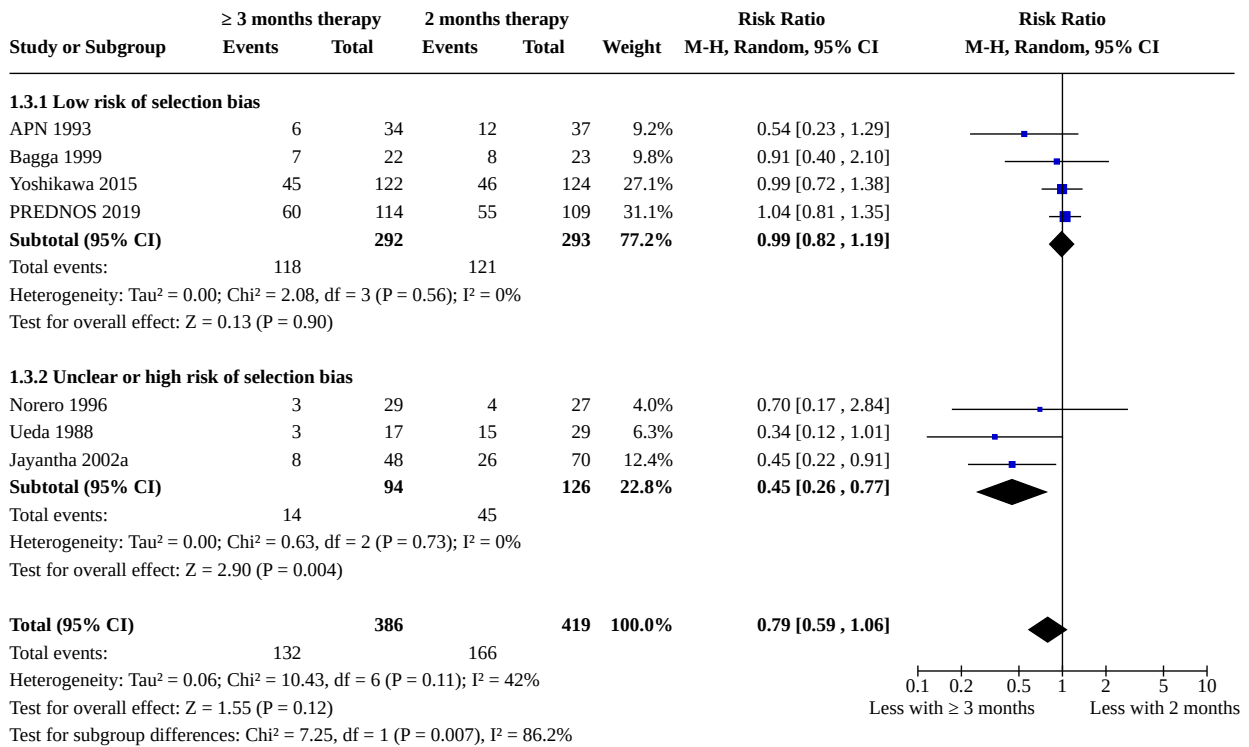 ≥ 3 months therapy 2 months therapy Risk Ratio Risk Ratio
Study or Subgroup Events Total Events Total Weight M-H, Random, 95% CI M-H, Random, 95% CI
1.3.1 Low risk of selection bias
APN 1993 6 34 12 37 9.2% 0.54 [0.23 , 1.29]
Bagga 1999 7 22 8 23 9.8% 0.91 [0.40 , 2.10]
Yoshikawa 2015 45 122 46 124 27.1% 0.99 [0.72 , 1.38]
PREDNOS 2019 60 114 55 109 31.1% 1.04 [0.81 , 1.35]
Subtotal (95% CI) 292 293 77.2% 0.99 [0.82 , 1.19]
Total events: 118 121
Heterogeneity: Tau² = 0.00; Chi² = 2.08, df = 3 (P = 0.56); I² = 0%
Test for overall effect: Z = 0.13 (P = 0.90)
1.3.2 Unclear or high risk of selection bias
Norero 1996 3 29 4 27 4.0% 0.70 [0.17 , 2.84]
Ueda 1988 3 17 15 29 6.3% 0.34 [0.12 , 1.01]
Jayantha 2002a 8 48 26 70 12.4% 0.45 [0.22 , 0.91]
Subtotal (95% CI) 94 126 22.8% 0.45 [0.26 , 0.77]
Total events: 14 45
Heterogeneity: Tau² = 0.00; Chi² = 0.63, df = 2 (P = 0.73); I² = 0%
Test for overall effect: Z = 2.90 (P = 0.004)
Total (95% CI) 386 419 100.0% 0.79 [0.59 , 1.06]
Total events: 132 166
Heterogeneity: Tau² = 0.06; Chi² = 10.43, df = 6 (P = 0.11); I² = 42%
0.1 0.2 0.5 1 2 5 10
Test for overall effect: Z = 1.55 (P = 0.12) Less with ≥ 3 months Less with 2 months
Test for subgroup differences: Chi² = 7.25, df = 1 (P = 0.007), I² = 86.2%